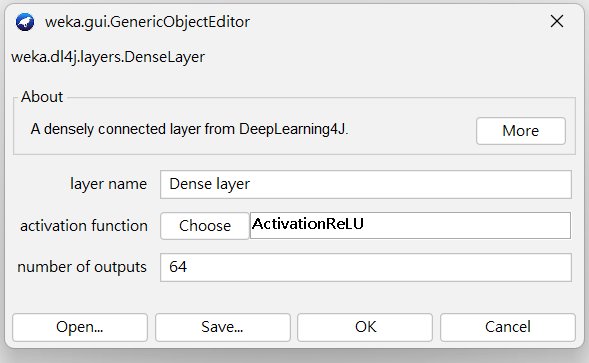 weka.gui.GenericObjectEditor
weka.dl4j.layers.DenseLayer
About
A densely connected layer from DeepLearning4J.
More
layer name Dense layer
activation function Choose ActivationReLU
number of outputs 64
Open... Save... OK Cancel